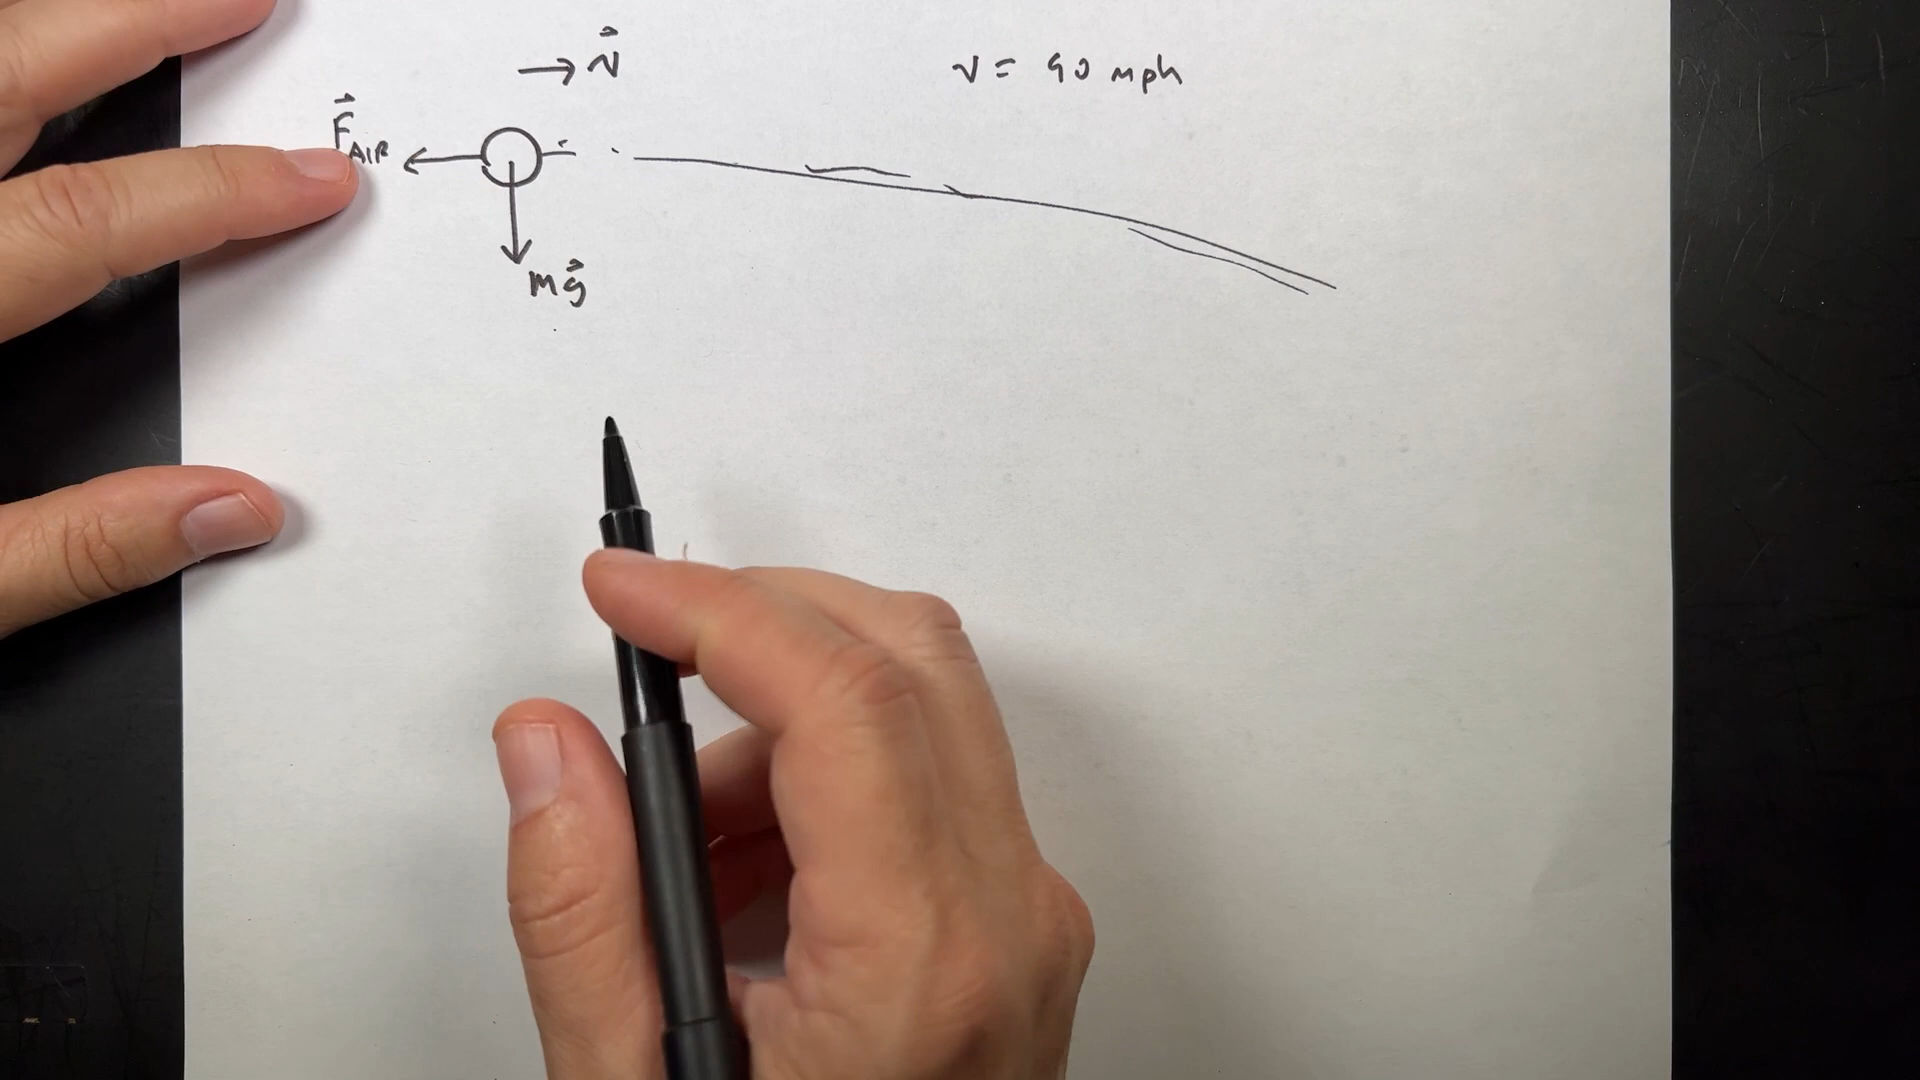 → v⃗
v = 90 mph
F⃗AIR
mg⃗